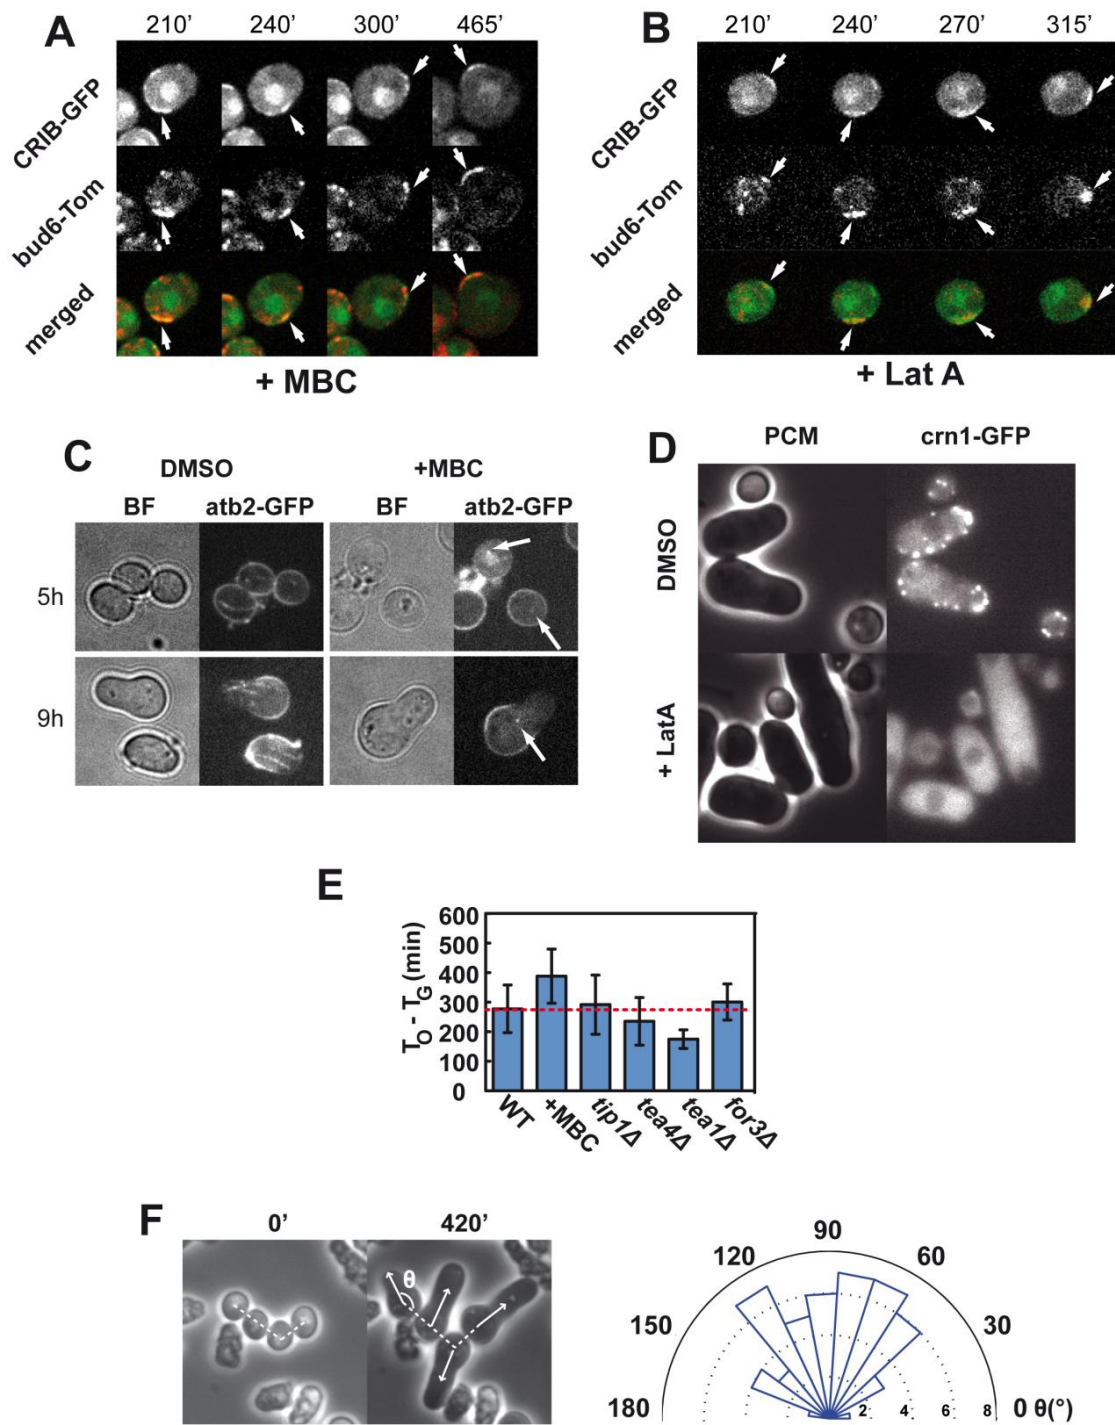 A
210' 240' 300' 465'
CRIB-GFP
bud6-Tom
merged
+ MBC
B
210' 240' 270' 315'
CRIB-GFP
bud6-Tom
merged
+ Lat A
C
DMSO +MBC
BF atb2-GFP BF atb2-GFP
5h
9h
D
PCM crn1-GFP
DMSO
+ LatA
E
T_O - T_G (min)
600
500
400
300
200
100
0
WT +MBC tip1Δ tea4Δ tea1Δ for3Δ
F
0' 420'
θ
90
120 60
150 30
180 2 4 6 8 0 θ(°)